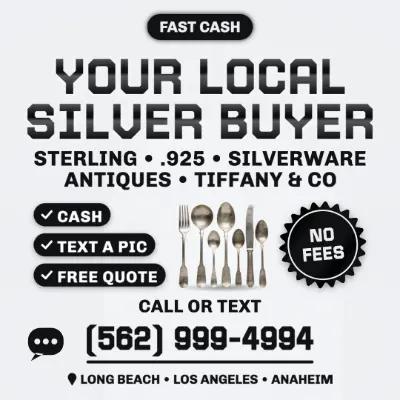 FAST CASH
YOUR LOCAL
SILVER BUYER
STERLING • .925 • SILVERWARE
ANTIQUES • TIFFANY & CO
✓ CASH
✓ TEXT A PIC
✓ FREE QUOTE
NO
FEES
CALL OR TEXT
(562) 999-4994
LONG BEACH • LOS ANGELES • ANAHEIM